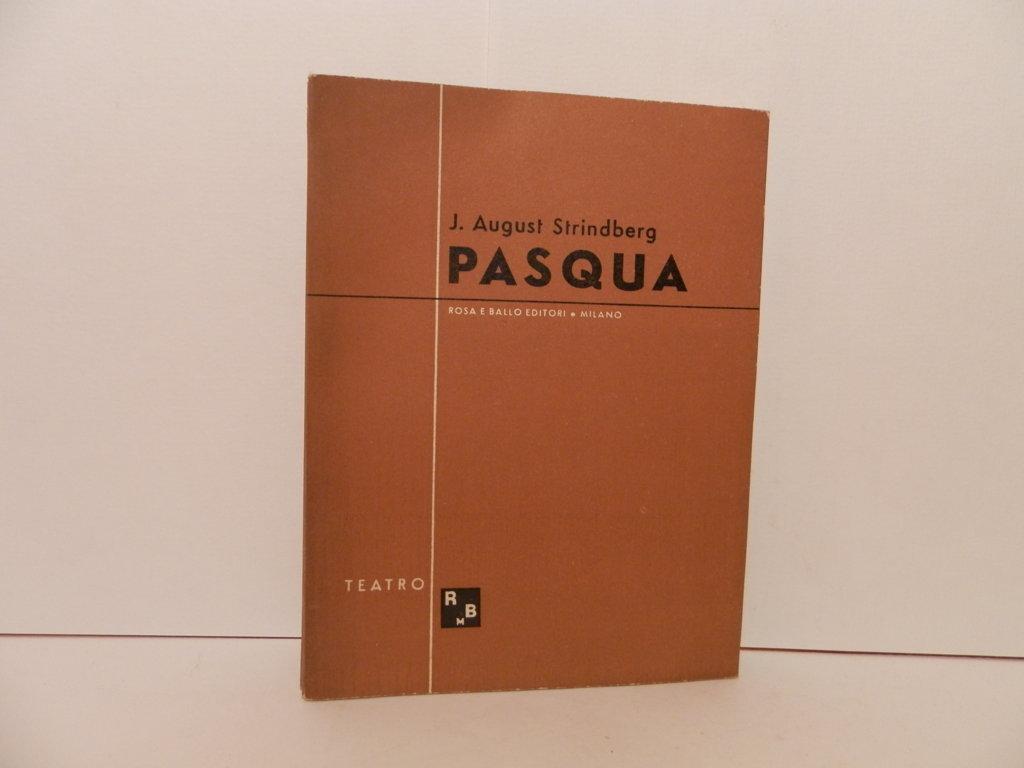 J. August Strindberg
PASQUA
ROSA E BALLO EDITORI • MILANO
TEATRO
R
B
M